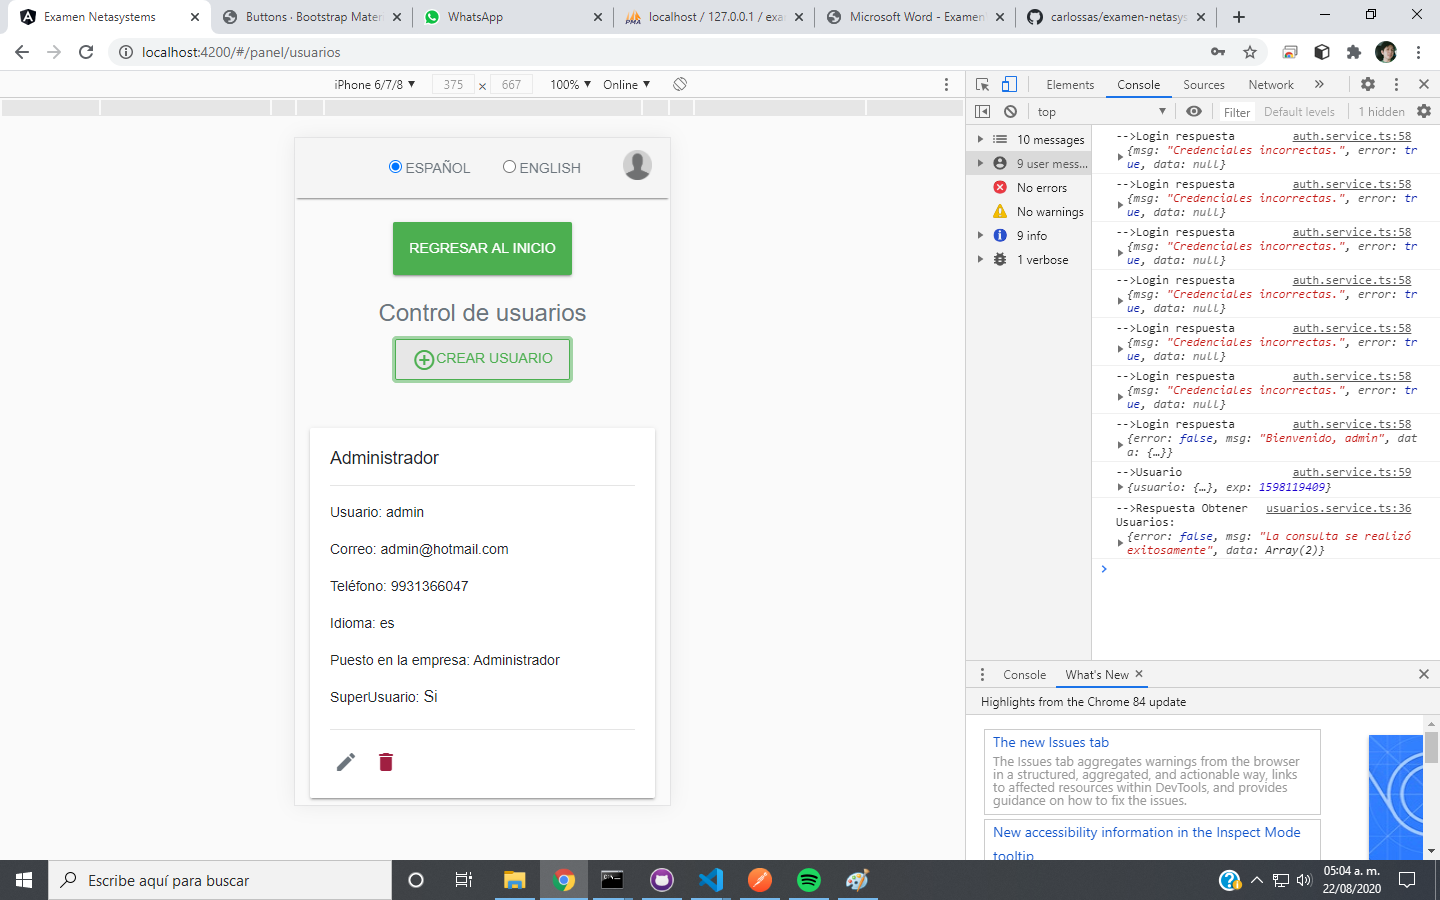 Examen Netasystems
Buttons · Bootstrap Mater
WhatsApp
localhost / 127.0.0.1 / exa
Microsoft Word - Examen
carlossas/examen-netasys
localhost:4200/#/panel/usuarios
iPhone 6/7/8 ▼ 375 × 667 100% ▼ Online ▼
Elements Console Sources Network »
top ▼ Filter Default levels 1 hidden
ESPAÑOL ENGLISH
REGRESAR AL INICIO
Control de usuarios
CREAR USUARIO
Administrador
Usuario: admin
Correo: admin@hotmail.com
Teléfono: 9931366047
Idioma: es
Puesto en la empresa: Administrador
SuperUsuario: Si
10 messages
9 user mess...
No errors
No warnings
9 info
1 verbose
-->Login respuesta auth.service.ts:58
{msg: "Credenciales incorrectas.", error: tr
ue, data: null}
-->Login respuesta auth.service.ts:58
{msg: "Credenciales incorrectas.", error: tr
ue, data: null}
-->Login respuesta auth.service.ts:58
{msg: "Credenciales incorrectas.", error: tr
ue, data: null}
-->Login respuesta auth.service.ts:58
{msg: "Credenciales incorrectas.", error: tr
ue, data: null}
-->Login respuesta auth.service.ts:58
{msg: "Credenciales incorrectas.", error: tr
ue, data: null}
-->Login respuesta auth.service.ts:58
{msg: "Credenciales incorrectas.", error: tr
ue, data: null}
-->Login respuesta auth.service.ts:58
{error: false, msg: "Bienvenido, admin", dat
a: {…}}
-->Usuario auth.service.ts:59
{usuario: {…}, exp: 1598119409}
-->Respuesta Obtener usuarios.service.ts:36
Usuarios:
{error: false, msg: "La consulta se realizó
exitosamente", data: Array(2)}
Console What's New
Highlights from the Chrome 84 update
The new Issues tab
The Issues tab aggregates warnings from the browser
in a structured, aggregated, and actionable way, links
to affected resources within DevTools, and provides
guidance on how to fix the issues.
New accessibility information in the Inspect Mode
tooltip
Escribe aquí para buscar
05:04 a. m.
22/08/2020